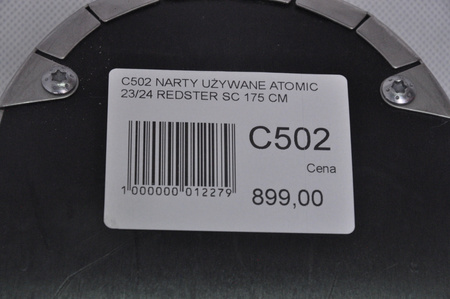 C502 NARTY UŻYWANE ATOMIC
23/24 REDSTER SC 175 CM
C502
Cena
899,00
1 000000 012279